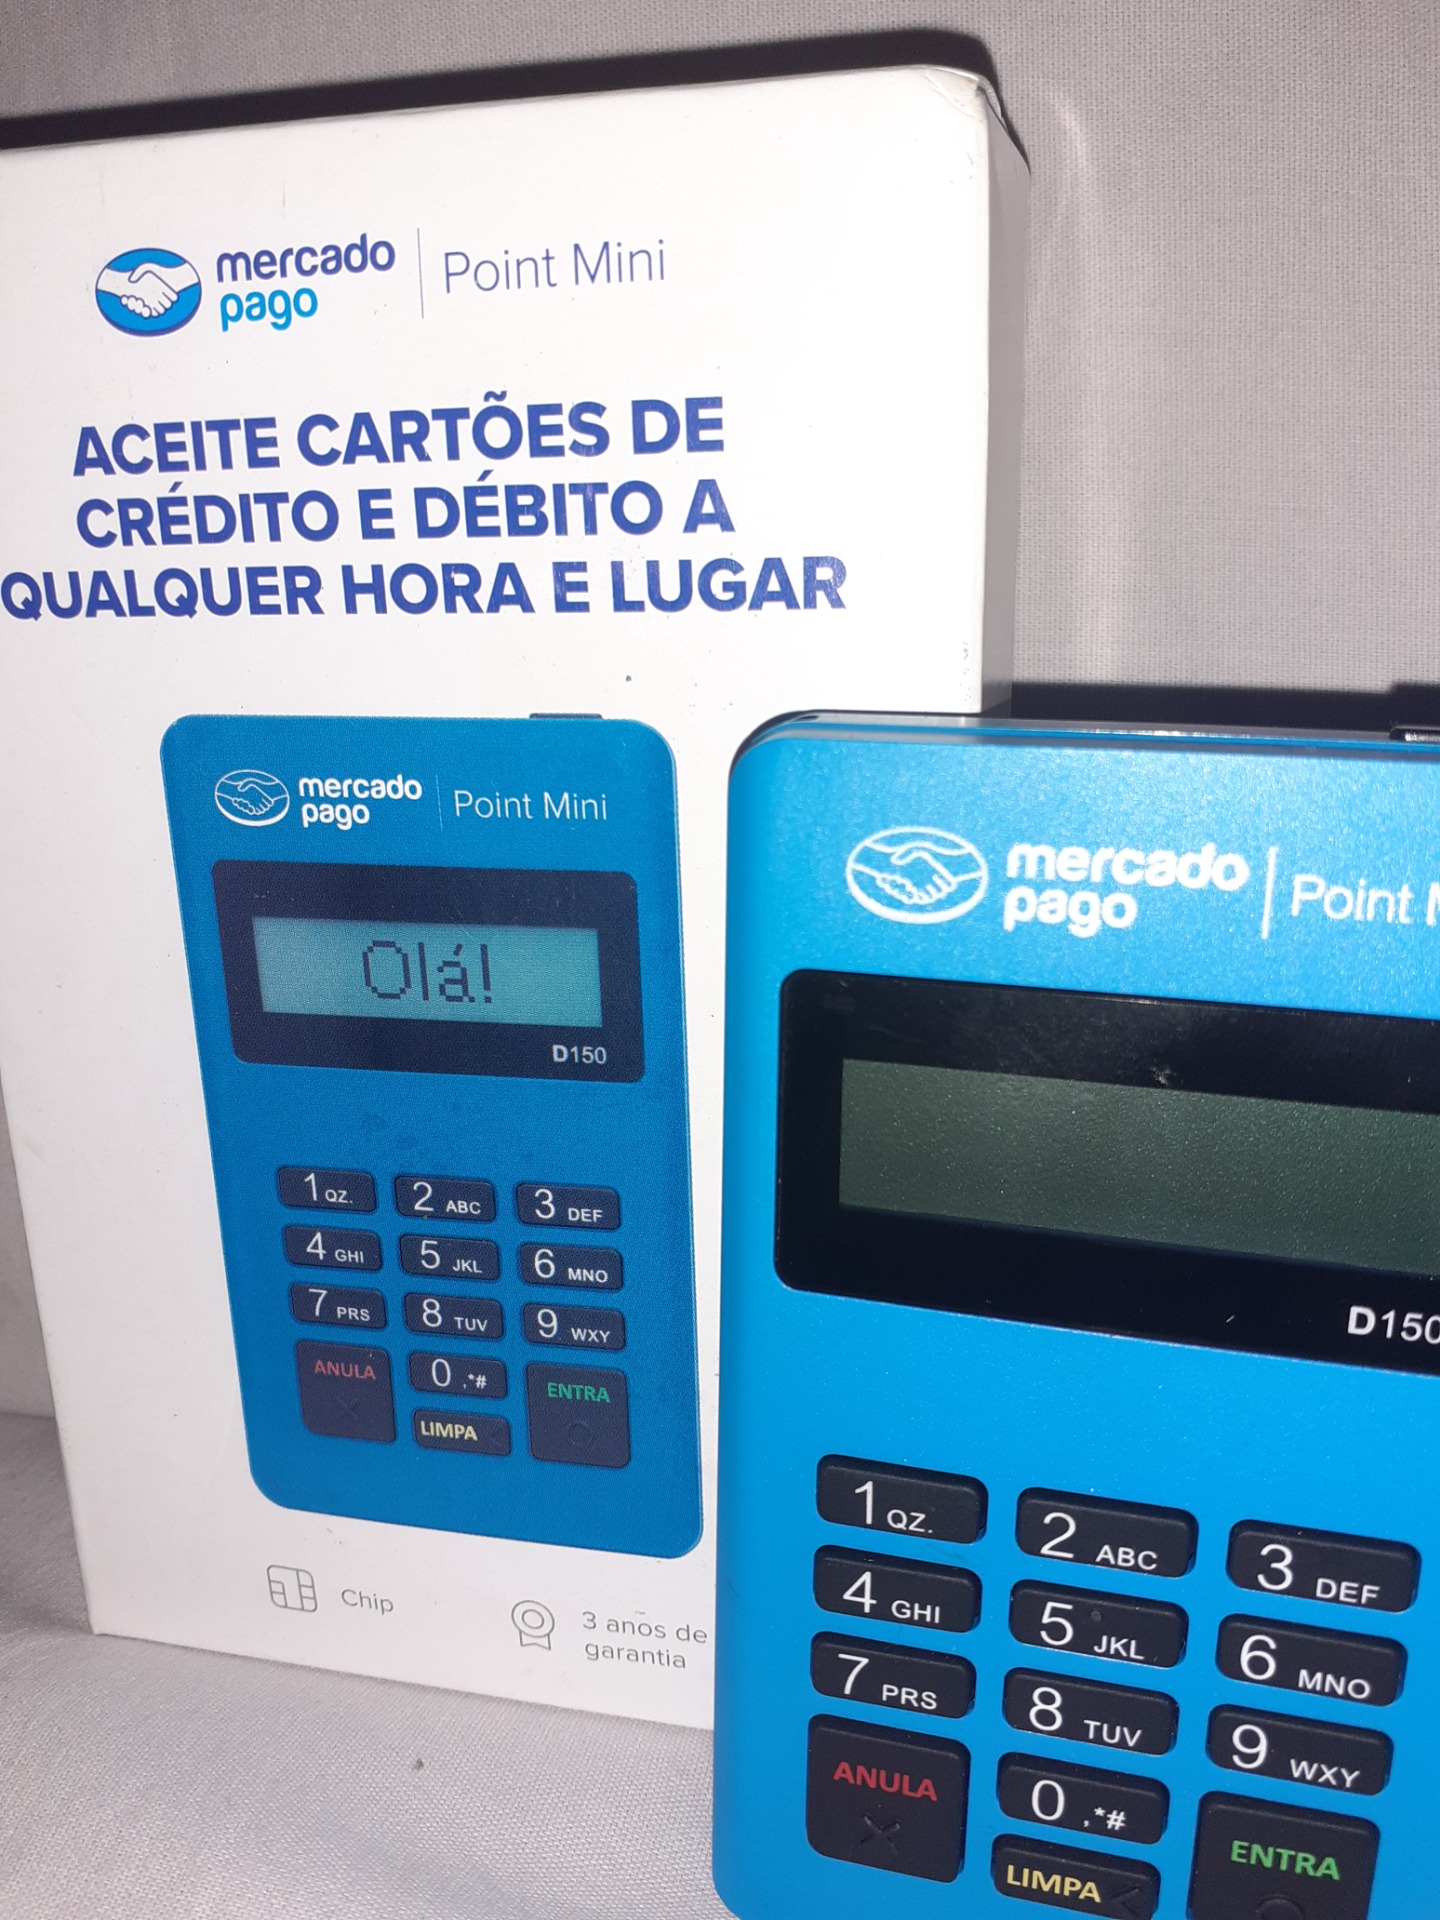 mercado
pago
Point Mini
ACEITE CARTÕES DE
CRÉDITO E DÉBITO A
QUALQUER HORA E LUGAR
mercado
pago
Point Mini
Olá!
D150
1 QZ. 2 ABC 3 DEF
4 GHI 5 JKL 6 MNO
7 PRS 8 TUV 9 WXY
ANULA 0 ,*# ENTRA
LIMPA
Chip
3 anos de
garantia
mercado
pago
Point M
D150
1 QZ. 2 ABC 3 DEF
4 GHI 5 JKL 6 MNO
7 PRS 8 TUV 9 WXY
ANULA 0 ,*# ENTRA
LIMPA